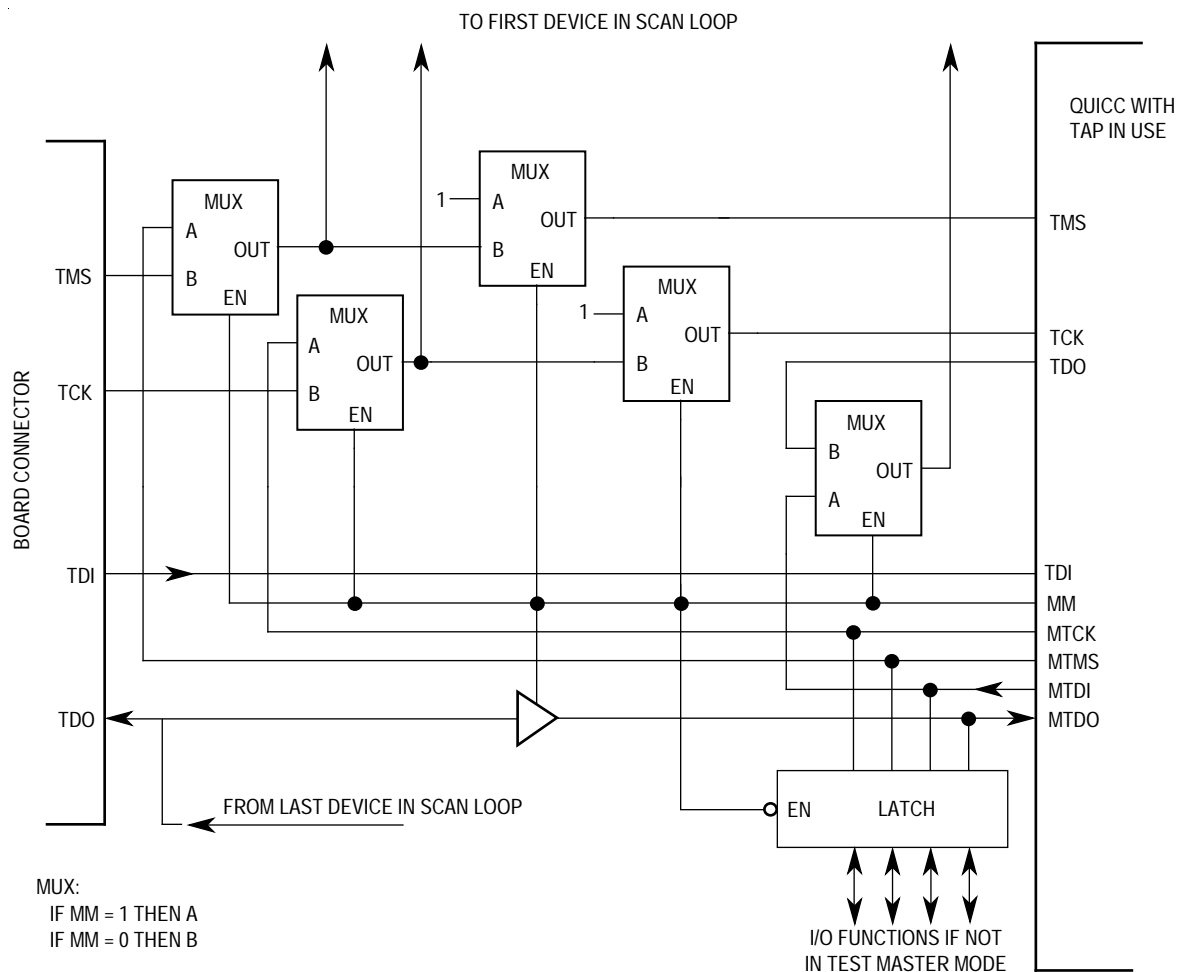 TO FIRST DEVICE IN SCAN LOOP
QUICC WITH
TAP IN USE
MUX
1
A
OUT
B
EN
TMS
MUX
A
OUT
B
EN
TMS
MUX
1
A
OUT
B
EN
TCK
MUX
A
OUT
B
EN
TCK
TDO
MUX
B
OUT
A
EN
BOARD CONNECTOR
TDI
TDI
MM
MTCK
MTMS
MTDI
TDO
MTDO
FROM LAST DEVICE IN SCAN LOOP
EN
LATCH
MUX:
IF MM = 1 THEN A
IF MM = 0 THEN B
I/O FUNCTIONS IF NOT
IN TEST MASTER MODE